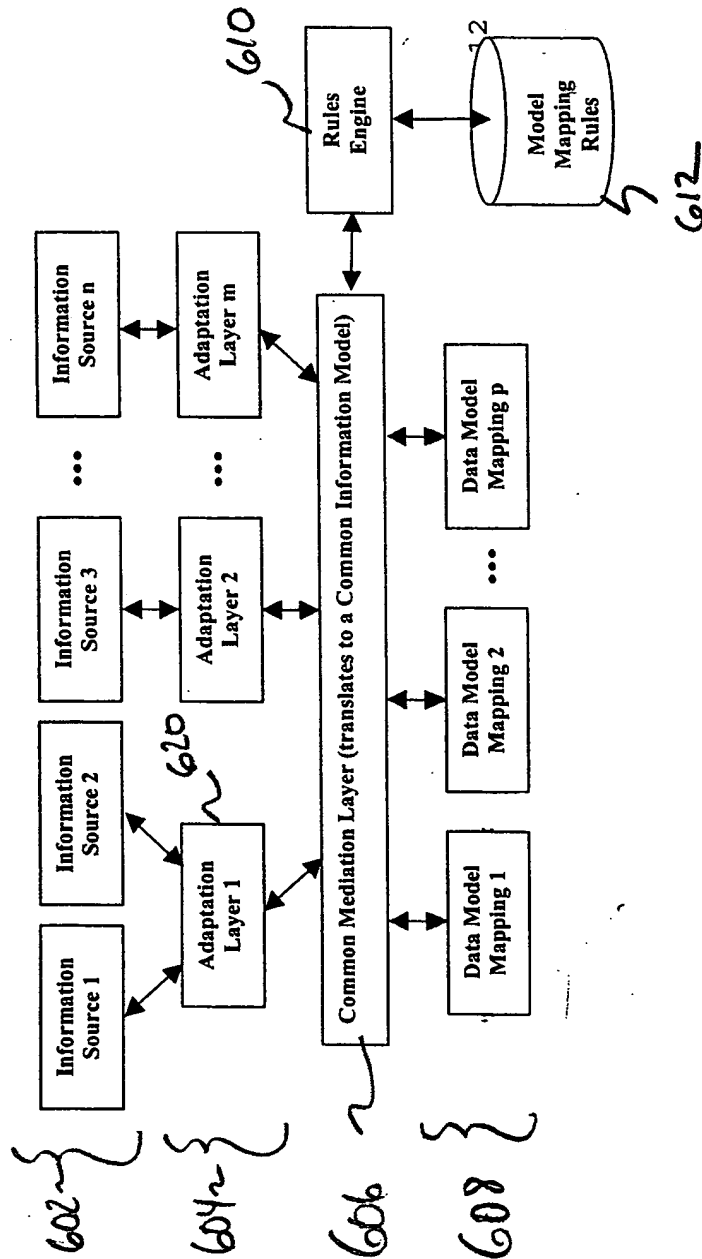 602
Information
Source 1
Information
Source 2
Information
Source 3
...
Information
Source n
604
Adaptation
Layer 1
620
Adaptation
Layer 2
...
Adaptation
Layer m
606
Common Mediation Layer (translates to a Common Information Model)
Rules
Engine
610
608
Data Model
Mapping 1
Data Model
Mapping 2
...
Data Model
Mapping p
Model
Mapping
Rules
612
12